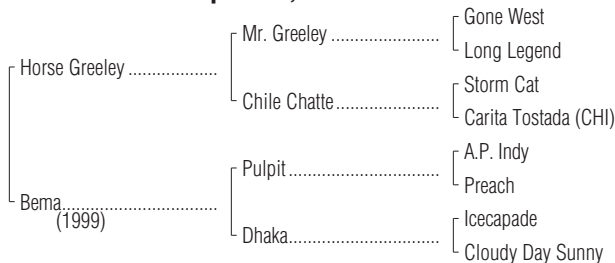 Gone West
Mr. Greeley ........................
Long Legend
Horse Greeley ....................
Storm Cat
Chile Chatte.......................
Carita Tostada (CHI)
A.P. Indy
Pulpit.................................
Preach
Bema..................................
(1999)
Icecapade
Dhaka.................................
Cloudy Day Sunny